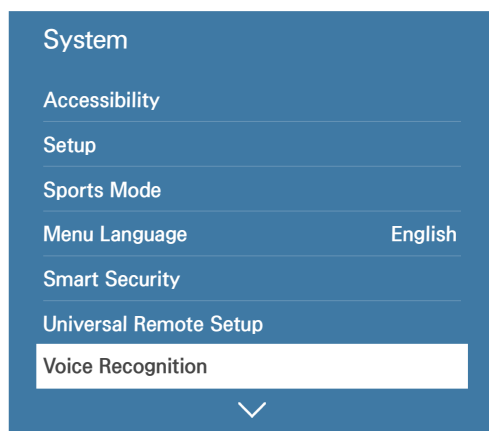 System
Accessibility
Setup
Sports Mode
Menu Language English
Smart Security
Universal Remote Setup
Voice Recognition